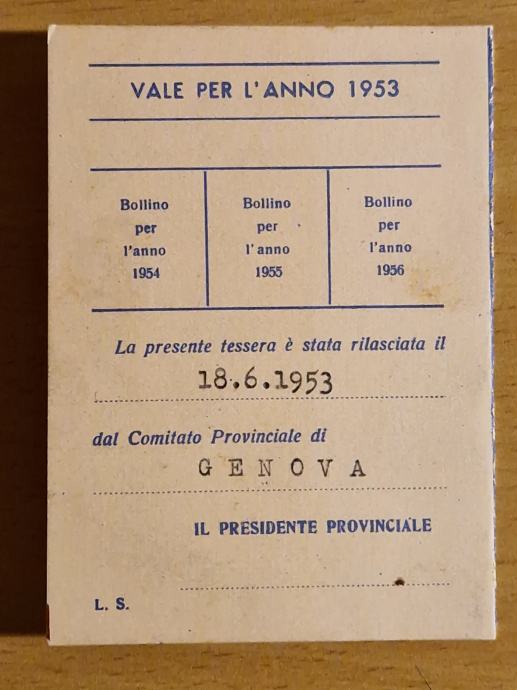 VALE PER L'ANNO 1953
Bollino per l'anno 1954
Bollino per l'anno 1955
Bollino per l'anno 1956
La presente tessera è stata rilasciata il
18.6.1953
dal Comitato Provinciale di
GENOVA
IL PRESIDENTE PROVINCIALE
L. S.